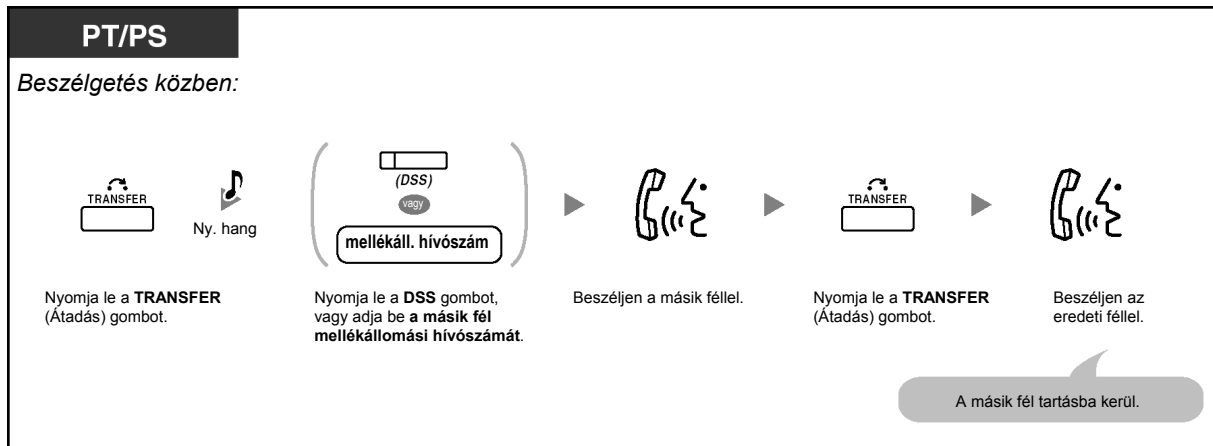 PT/PS
Beszélgetés közben:
TRANSFER
Ny. hang
(DSS)
vagy
mellékáll. hívószám
TRANSFER
Nyomja le a TRANSFER
(Átadás) gombot.
Nyomja le a DSS gombot,
vagy adja be a másik fél
mellékállomási hívószámát.
Beszéljen a másik féllel.
Nyomja le a TRANSFER
(Átadás) gombot.
Beszéljen az
eredeti féllel.
A másik fél tartásba kerül.